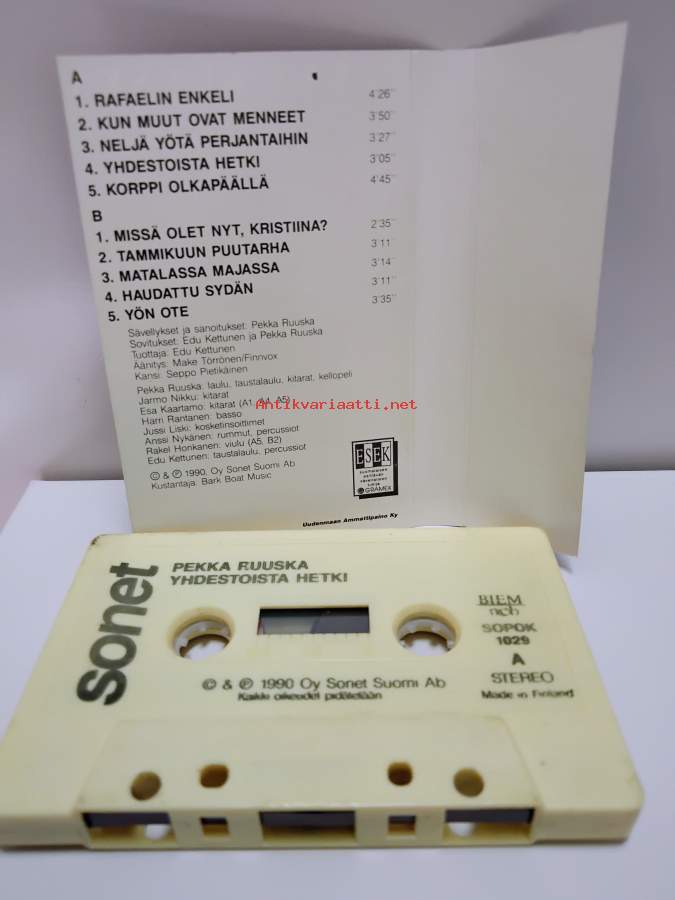 A
1. RAFAELIN ENKELI 4'26"
2. KUN MUUT OVAT MENNEET 3'50"
3. NELJÄ YÖTÄ PERJANTAIHIN 3'27"
4. YHDESTOISTA HETKI 3'05"
5. KORPPI OLKAPÄÄLLÄ 4'45"
B
1. MISSÄ OLET NYT, KRISTIINA? 2'35"
2. TAMMIKUUN PUUTARHA 3'11"
3. MATALASSA MAJASSA 3'14"
4. HAUDATTU SYDÄN 3'11"
5. YÖN OTE 3'35"
Sävellykset ja sanoitukset: Pekka Ruuska
Sovitukset: Edu Kettunen ja Pekka Ruuska
Tuottaja: Edu Kettunen
Äänitys: Make Törrönen/Finnvox
Kansi: Seppo Pietikäinen
Pekka Ruuska: laulu, taustalaulu, kitarat, kellopeli
Jarmo Nikku: kitarat
Esa Kaartamo: kitarat (A1, A4, A5)
Harri Rantanen: basso
Jussi Liski: kosketinsoittimet
Anssi Nykänen: rummut, percussiot
Rakel Honkanen: viulu (A5, B2)
Edu Kettunen: taustalaulu, percussiot
© & ℗ 1990. Oy Sonet Suomi Ab
Kustantaja: Bark Boat Music
Antikvariaatti.net
ESEK
GRAMEX
Uudenmaan Ammattipaino Ky
sonet
PEKKA RUUSKA
YHDESTOISTA HETKI
BIEM
ncb
SOPOK
1029
A
STEREO
Made in Finland
© & ℗ 1990 Oy Sonet Suomi Ab
Kaikki oikeudet pidätetään